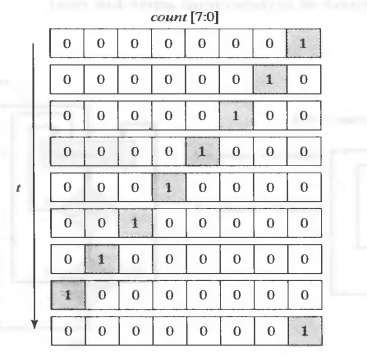 count [7:0]
0 0 0 0 0 0 0 1
0 0 0 0 0 0 1 0
0 0 0 0 0 1 0 0
0 0 0 0 1 0 0 0
0 0 0 1 0 0 0 0
t
0 0 1 0 0 0 0 0
0 1 0 0 0 0 0 0
1 0 0 0 0 0 0 0
0 0 0 0 0 0 0 1